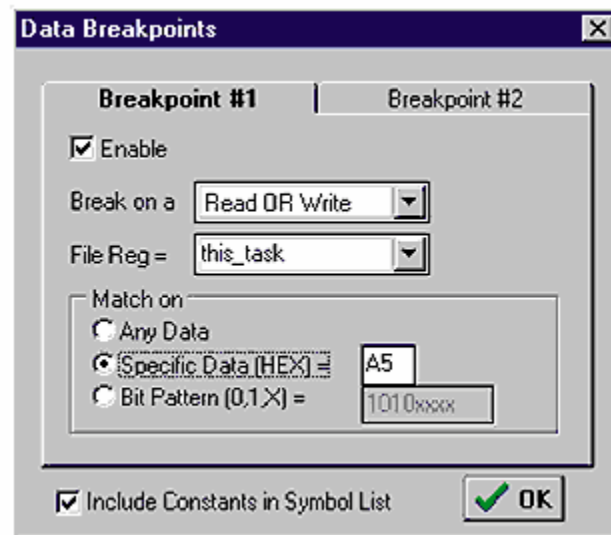 Data Breakpoints
Breakpoint #1 Breakpoint #2
Enable
Break on a Read OR Write
File Reg = this_task
Match on
Any Data
Specific Data (HEX) = A5
Bit Pattern (0,1,X) = 1010xxxx
Include Constants in Symbol List OK